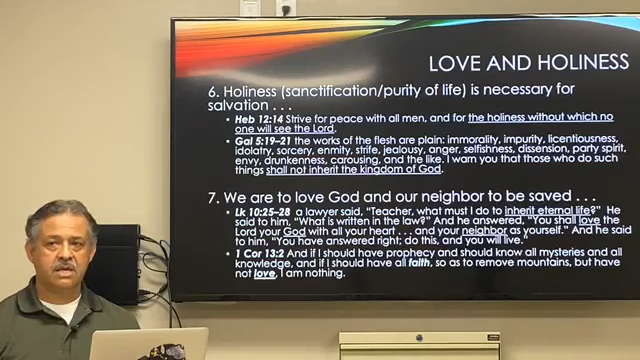 LOVE AND HOLINESS
6. Holiness (sanctification/purity of life) is necessary for
salvation . . .
• Heb 12:14 Strive for peace with all men, and for the holiness without which no
one will see the Lord.
• Gal 5:19-21 the works of the flesh are plain: immorality, impurity, licentiousness,
idolatry, sorcery, enmity, strife, jealousy, anger, selfishness, dissension, party spirit,
envy, drunkenness, carousing, and the like. I warn you that those who do such
things shall not inherit the kingdom of God.
7. We are to love God and our neighbor to be saved . . .
• Lk 10:25-28 a lawyer said, “Teacher, what must I do to inherit eternal life?” He
said to him, “What is written in the law?” And he answered, “You shall love the
Lord your God with all your heart . . . and your neighbor as yourself.” And he said
to him, “You have answered right; do this, and you will live.”
• 1 Cor 13:2 And if I should have prophecy and should know all mysteries and all
knowledge, and if I should have all faith, so as to remove mountains, but have
not love, I am nothing.